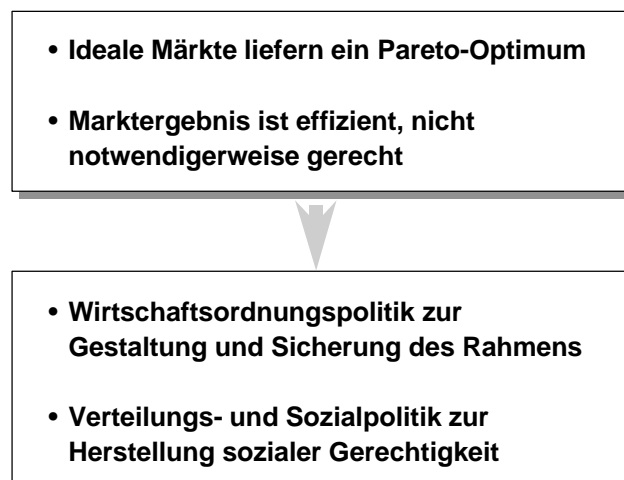 • Ideale Märkte liefern ein Pareto-Optimum
• Marktergebnis ist effizient, nicht
notwendigerweise gerecht
• Wirtschaftsordnungspolitik zur
Gestaltung und Sicherung des Rahmens
• Verteilungs- und Sozialpolitik zur
Herstellung sozialer Gerechtigkeit